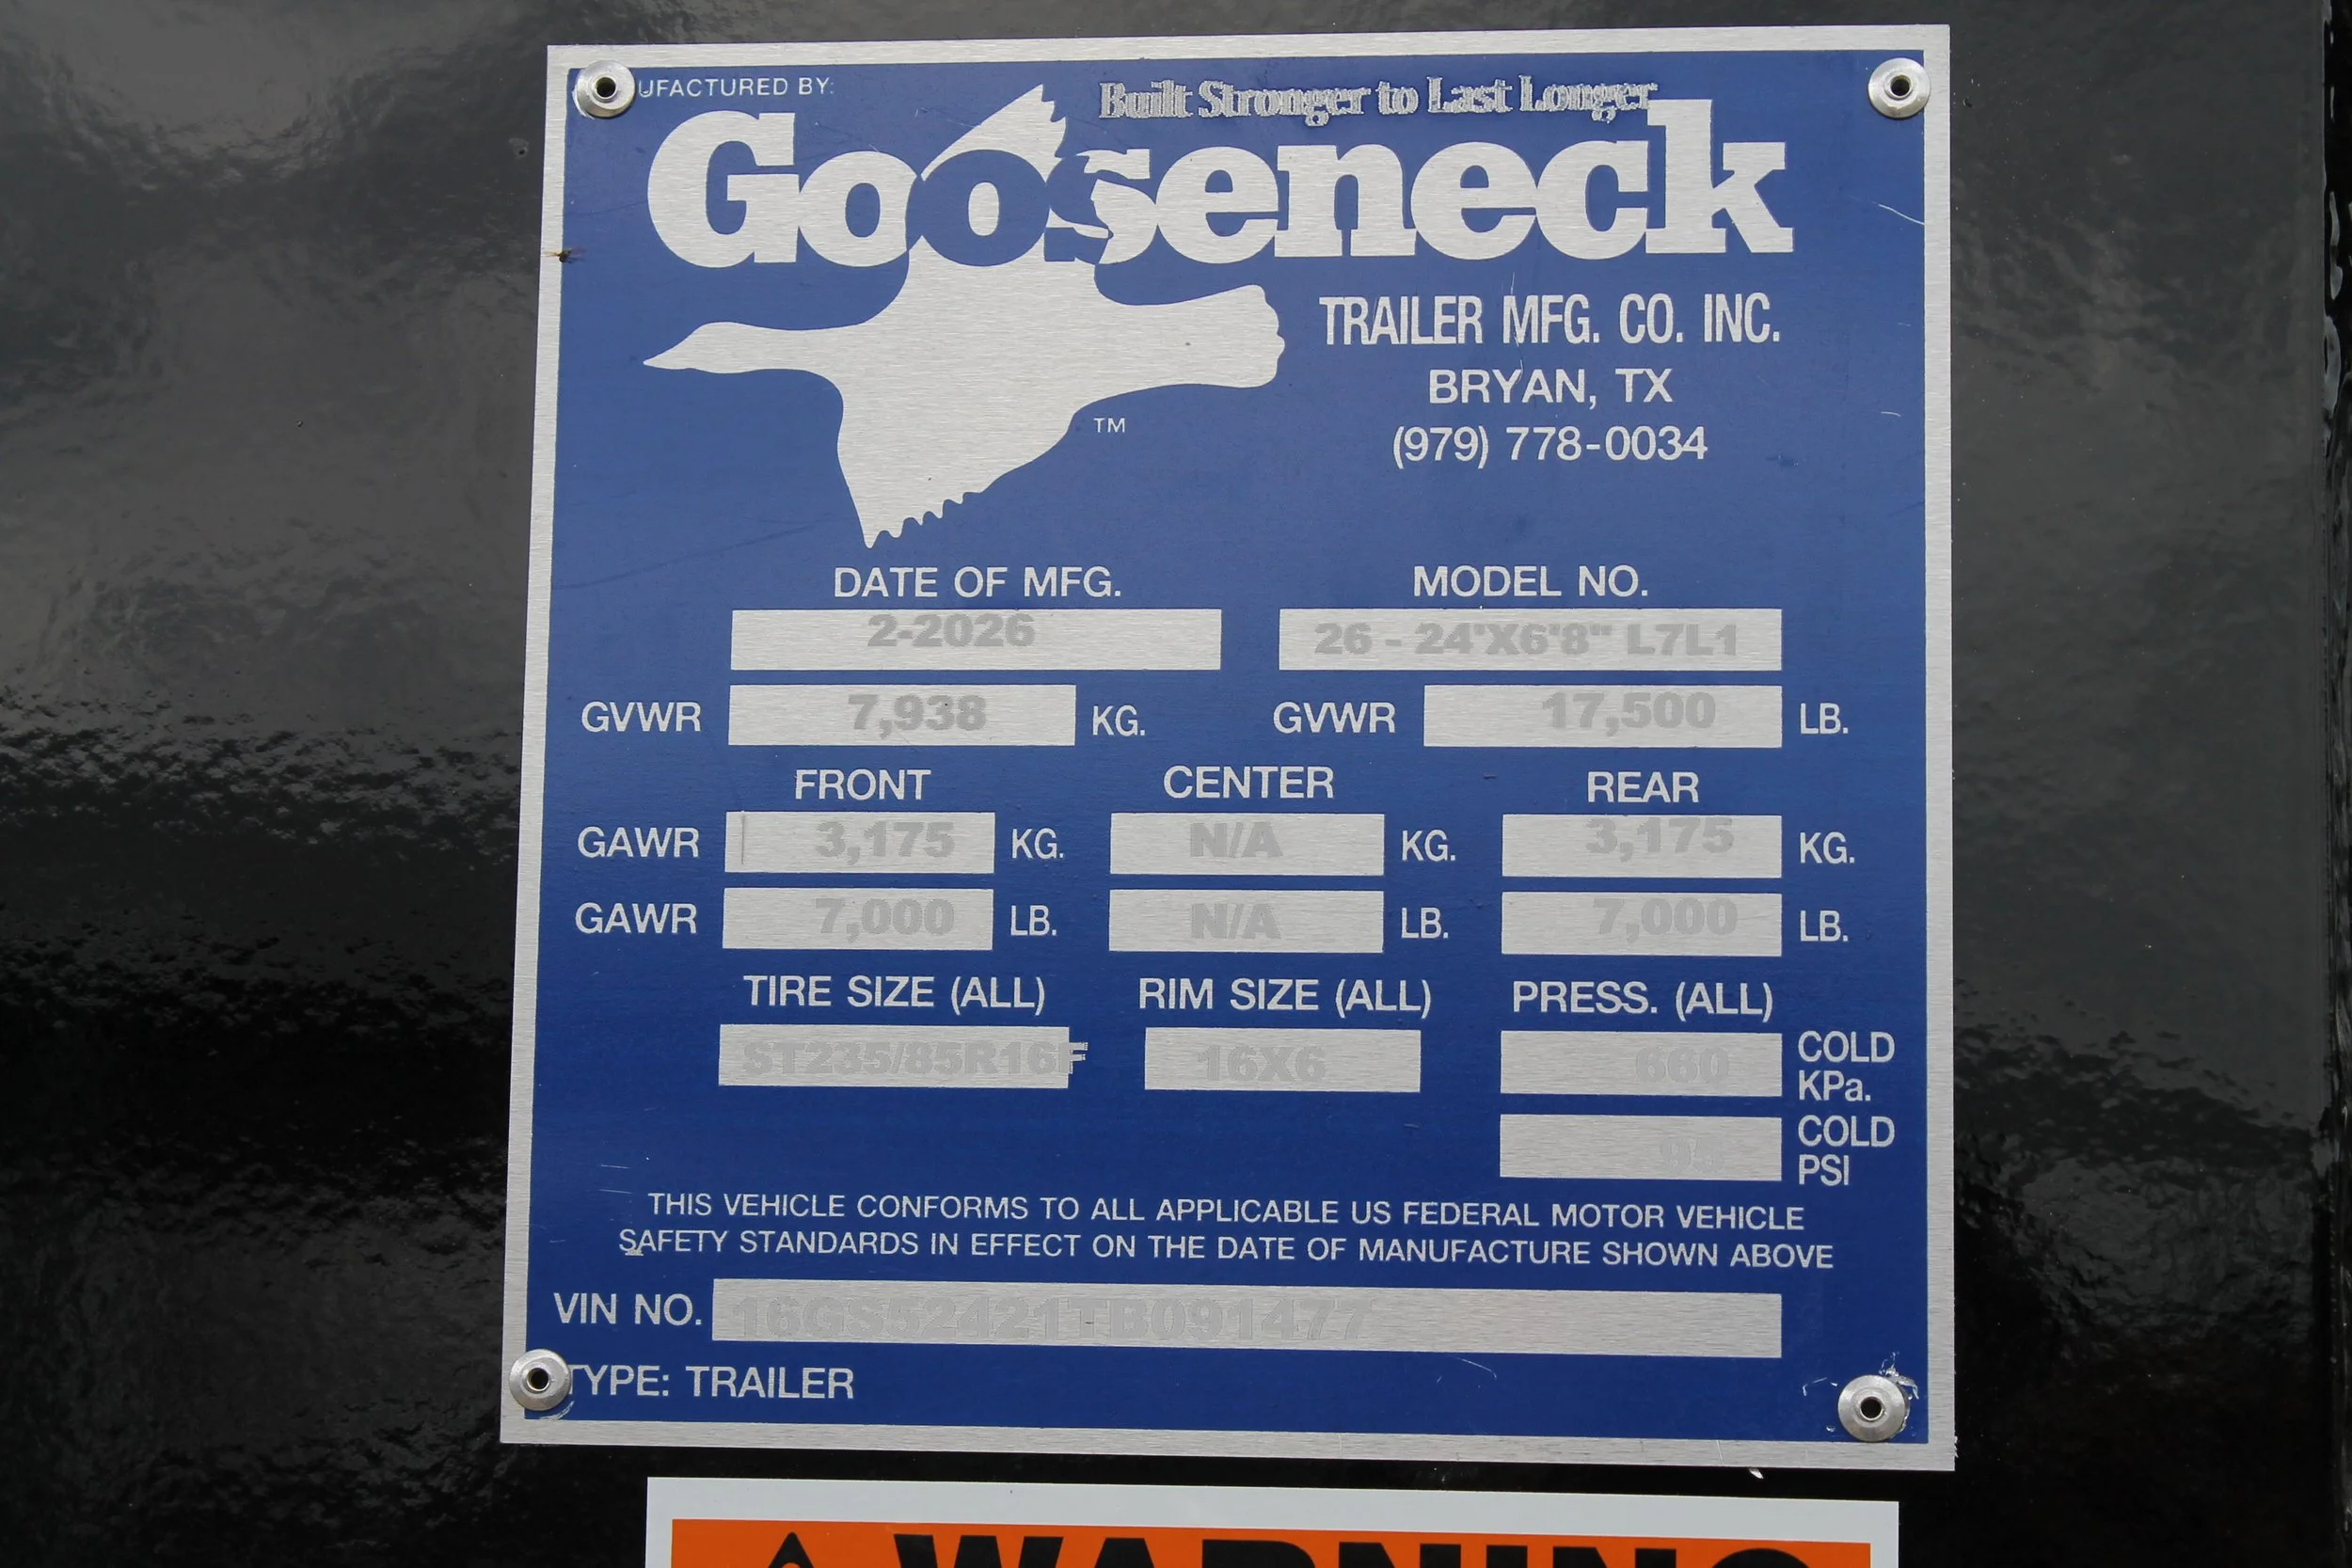 UFACTURED BY:
Built Stronger to Last Longer
Gooseneck
TRAILER MFG. CO. INC.
BRYAN, TX
(979) 778-0034
TM
DATE OF MFG. MODEL NO.
2-2026 26 - 24'X6'8" L7L1
GVWR 7,938 KG. GVWR 17,500 LB.
FRONT CENTER REAR
GAWR 3,175 KG. N/A KG. 3,175 KG.
GAWR 7,000 LB. N/A LB. 7,000 LB.
TIRE SIZE (ALL) RIM SIZE (ALL) PRESS. (ALL)
ST235/85R16F 16X6 660 COLD KPa.
95 COLD PSI
THIS VEHICLE CONFORMS TO ALL APPLICABLE US FEDERAL MOTOR VEHICLE
SAFETY STANDARDS IN EFFECT ON THE DATE OF MANUFACTURE SHOWN ABOVE
VIN NO. 16GS52421TB091477
TYPE: TRAILER
WARNING